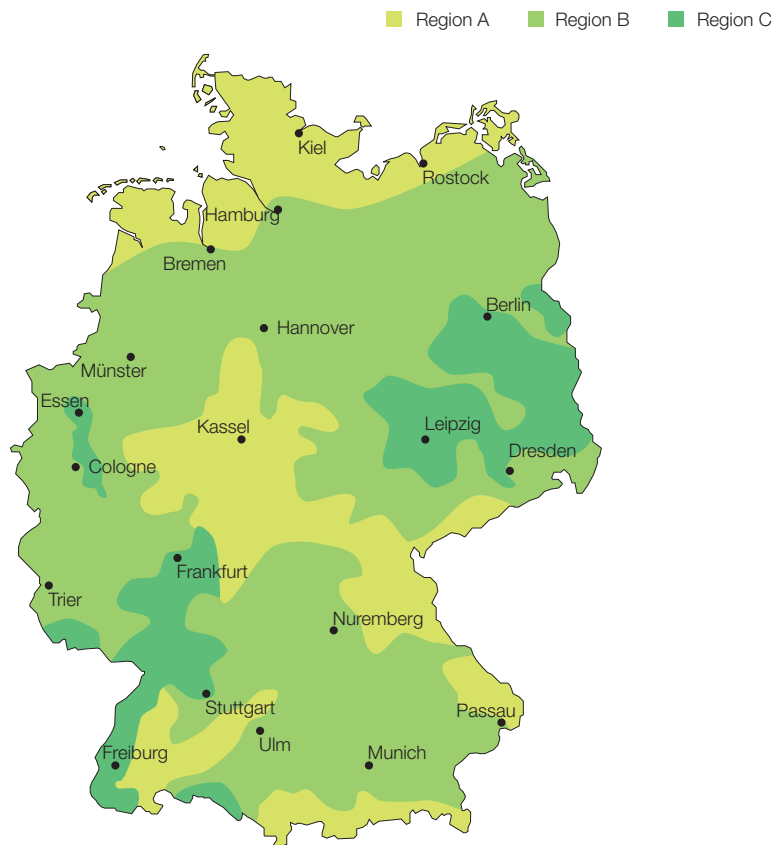 Region A
Region B
Region C
Kiel
Rostock
Hamburg
Bremen
Berlin
Hannover
Münster
Essen
Kassel
Leipzig
Dresden
Cologne
Frankfurt
Trier
Nuremberg
Stuttgart
Passau
Ulm
Freiburg
Munich